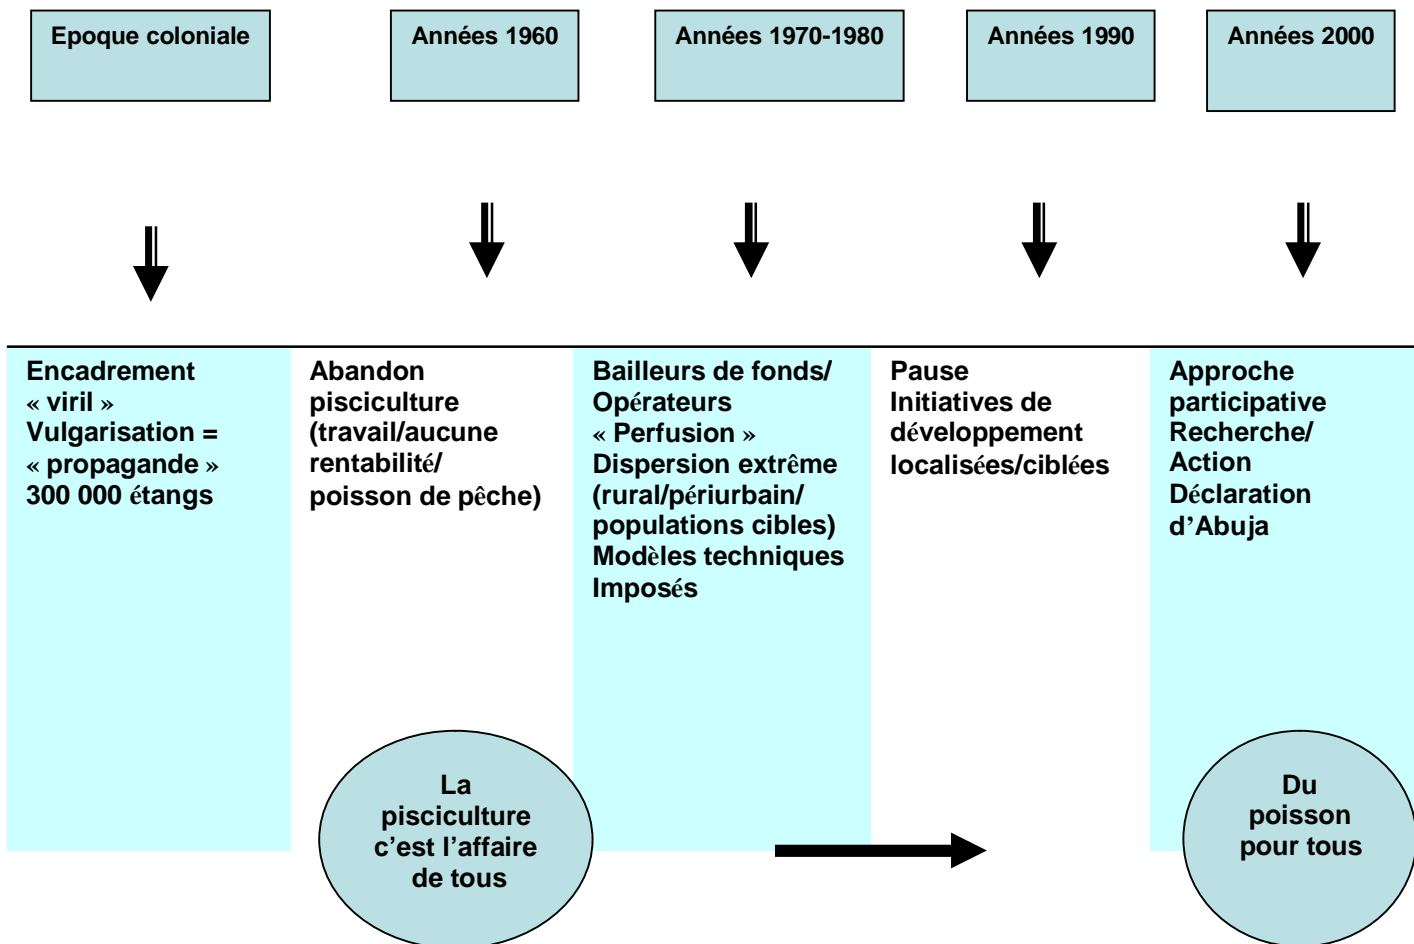 Epoque coloniale
Années 1960
Années 1970-1980
Années 1990
Années 2000
Encadrement
« viril »
Vulgarisation =
« propagande »
300 000 étangs
Abandon
pisciculture
(travail/aucune
rentabilité/
poisson de pêche)
Bailleurs de fonds/
Opérateurs
« Perfusion »
Dispersion extrême
(rural/périurbain/
populations cibles)
Modèles techniques
Imposés
Pause
Initiatives de
développement
localisées/ciblées
Approche
participative
Recherche/
Action
Déclaration
d’Abuja
La
pisciculture
c’est l’affaire
de tous
Du
poisson
pour tous